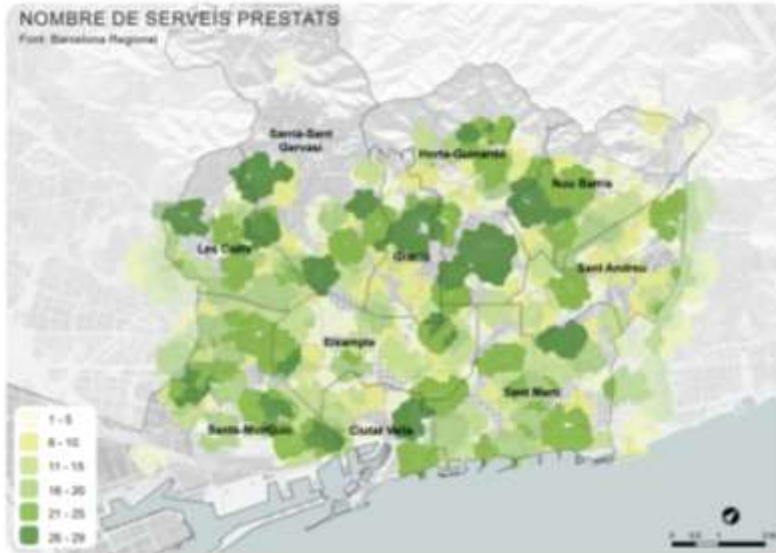 NOMBRE DE SERVEIS PRESTATS
Font: Barcelona Regional
Sarrià-Sant
Gervasi
Horta-Guinardó
Nou Barris
Les Corts
Gràcia
Sant Andreu
Eixample
Sant Martí
Sants-Montjuïc
Ciutat Vella
1 - 5
6 - 10
11 - 15
16 - 20
21 - 25
26 - 29